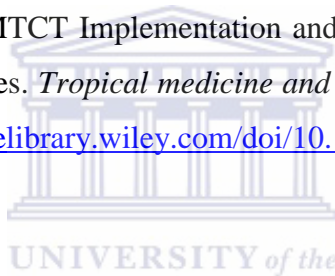 MTCT Implementation and
es. Tropical medicine and
elibrary.wiley.com/doi/10.
UNIVERSITY of the